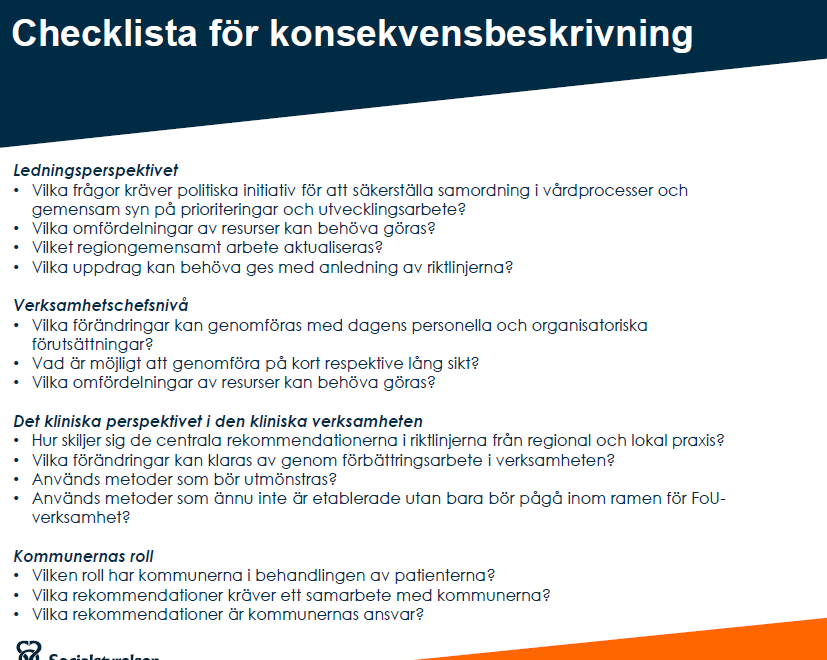 Checklista för konsekvensbeskrivning
Ledningsperspektivet
• Vilka frågor kräver politiska initiativ för att säkerställa samordning i vårdprocesser och
gemensam syn på prioriteringar och utvecklingsarbete?
• Vilka omfördelningar av resurser kan behöva göras?
• Vilket regiongemensamt arbete aktualiseras?
• Vilka uppdrag kan behöva ges med anledning av riktlinjerna?
Verksamhetschefsnivå
• Vilka förändringar kan genomföras med dagens personella och organisatoriska
förutsättningar?
• Vad är möjligt att genomföra på kort respektive lång sikt?
• Vilka omfördelningar av resurser kan behöva göras?
Det kliniska perspektivet i den kliniska verksamheten
• Hur skiljer sig de centrala rekommendationerna i riktlinjerna från regional och lokal praxis?
• Vilka förändringar kan klaras av genom förbättringsarbete i verksamheten?
• Används metoder som bör utmönstras?
• Används metoder som ännu inte är etablerade utan bara bör pågå inom ramen för FoU-
verksamhet?
Kommunernas roll
• Vilken roll har kommunerna i behandlingen av patienterna?
• Vilka rekommendationer kräver ett samarbete med kommunerna?
• Vilka rekommendationer är kommunernas ansvar?
Socialstyrelsen